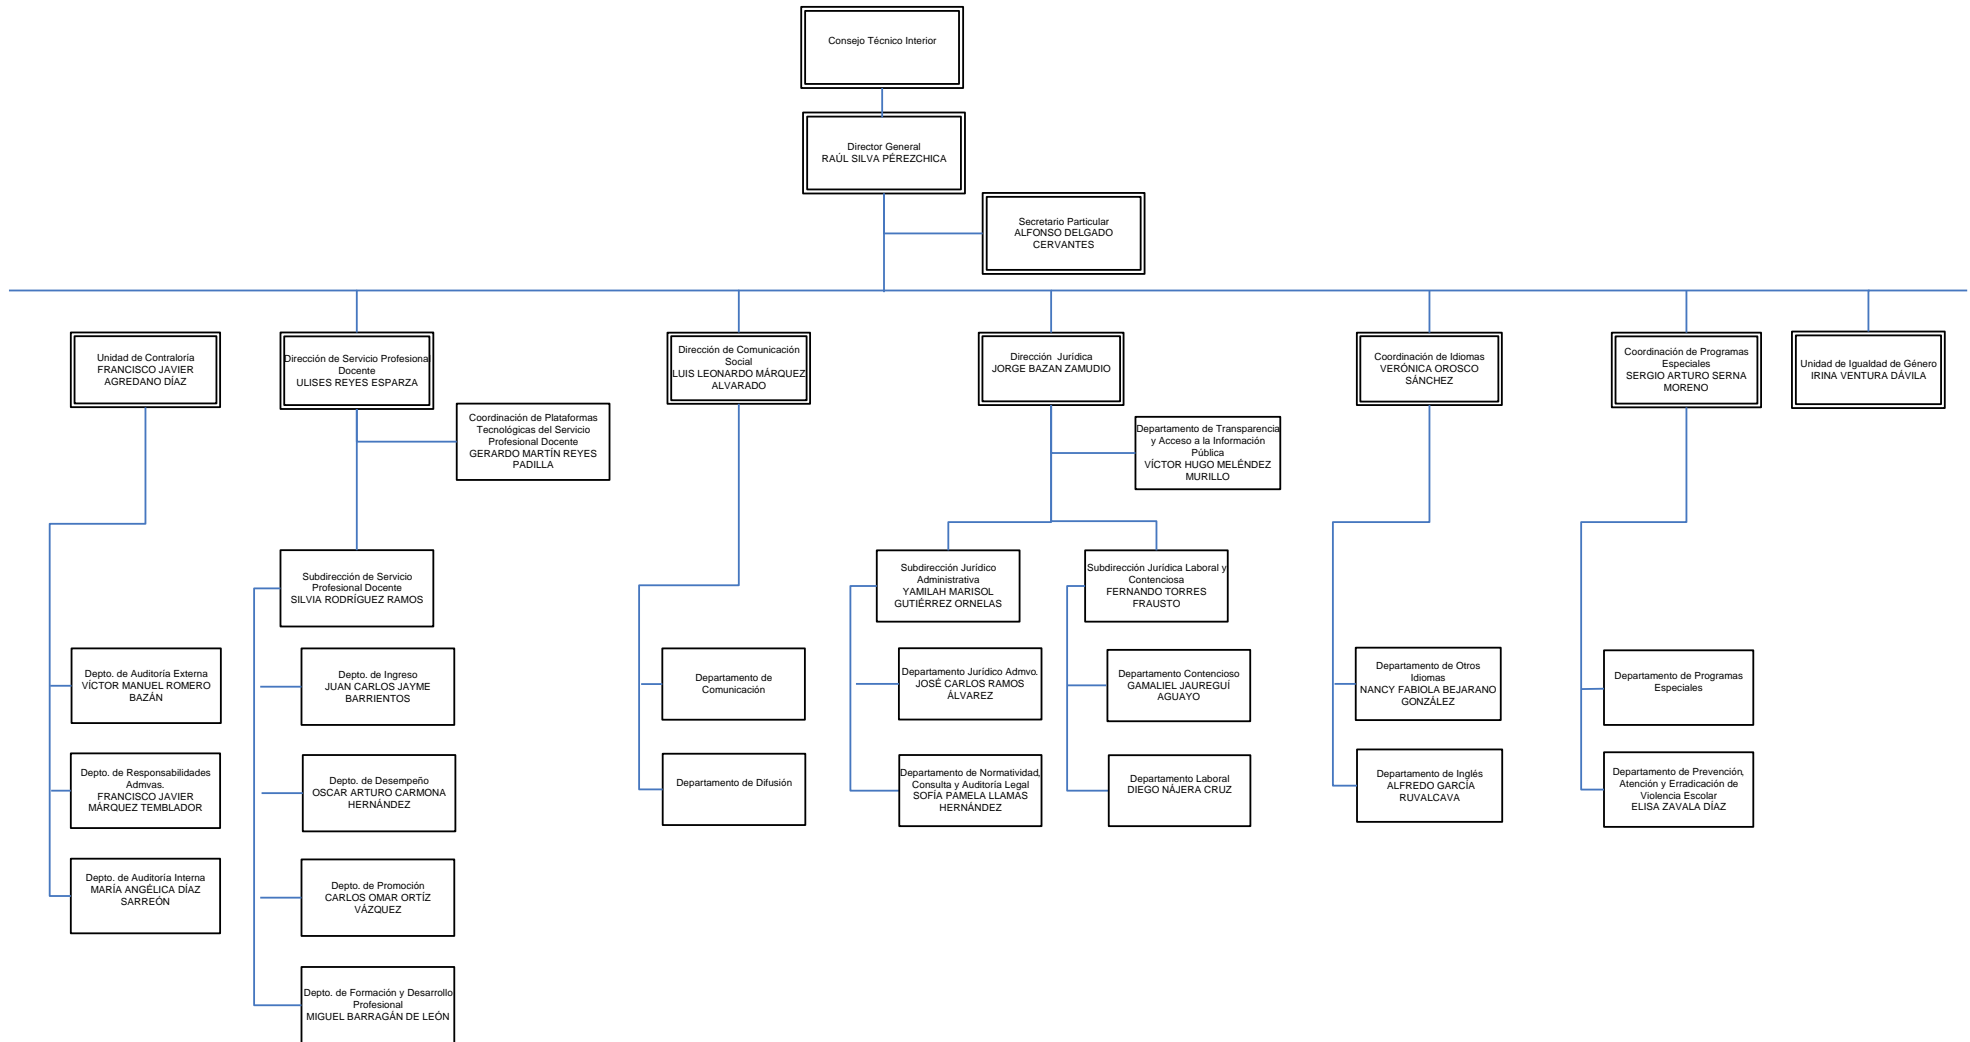 Consejo Técnico Interior
Director General
RAÚL SILVA PÉREZCHICA
Secretario Particular
ALFONSO DELGADO
CERVANTES
Unidad de Contraloría
FRANCISCO JAVIER
AGREDANO DÍAZ
Dirección de Servicio Profesional
Docente
ULISES REYES ESPARZA
Dirección de Comunicación
Social
LUIS LEONARDO MÁRQUEZ
ALVARADO
Dirección Jurídica
JORGE BAZAN ZAMUDIO
Coordinación de Idiomas
VERÓNICA OROSCO
SÁNCHEZ
Coordinación de Programas
Especiales
SERGIO ARTURO SERNA
MORENO
Unidad de Igualdad de Género
IRINA VENTURA DÁVILA
Coordinación de Plataformas
Tecnológicas del Servicio
Profesional Docente
GERARDO MARTÍN REYES
PADILLA
Departamento de Transparencia
y Acceso a la Información
Pública
VÍCTOR HUGO MELÉNDEZ
MURILLO
Subdirección de Servicio
Profesional Docente
SILVIA RODRÍGUEZ RAMOS
Subdirección Jurídico
Administrativa
YAMILAH MARISOL
GUTIÉRREZ ORNELAS
Subdirección Jurídica Laboral y
Contenciosa
FERNANDO TORRES
FRAUSTO
Depto. de Auditoría Externa
VÍCTOR MANUEL ROMERO
BAZÁN
Depto. de Ingreso
JUAN CARLOS JAYME
BARRIENTOS
Departamento de
Comunicación
Departamento Jurídico Admvo.
JOSÉ CARLOS RAMOS
ÁLVAREZ
Departamento Contencioso
GAMALIEL JAUREGUÍ
AGUAYO
Departamento de Otros
Idiomas
NANCY FABIOLA BEJARANO
GONZÁLEZ
Departamento de Programas
Especiales
Depto. de Responsabilidades
Admvas.
FRANCISCO JAVIER
MÁRQUEZ TEMBLADOR
Depto. de Desempeño
OSCAR ARTURO CARMONA
HERNÁNDEZ
Departamento de Difusión
Departamento de Normatividad,
Consulta y Auditoría Legal
SOFÍA PAMELA LLAMAS
HERNÁNDEZ
Departamento Laboral
DIEGO NÁJERA CRUZ
Departamento de Inglés
ALFREDO GARCÍA
RUVALCAVA
Departamento de Prevención,
Atención y Erradicación de
Violencia Escolar
ELISA ZAVALA DÍAZ
Depto. de Auditoría Interna
MARÍA ANGÉLICA DÍAZ
SARREÓN
Depto. de Promoción
CARLOS OMAR ORTÍZ
VÁZQUEZ
Depto. de Formación y Desarrollo
Profesional
MIGUEL BARRAGÁN DE LEÓN